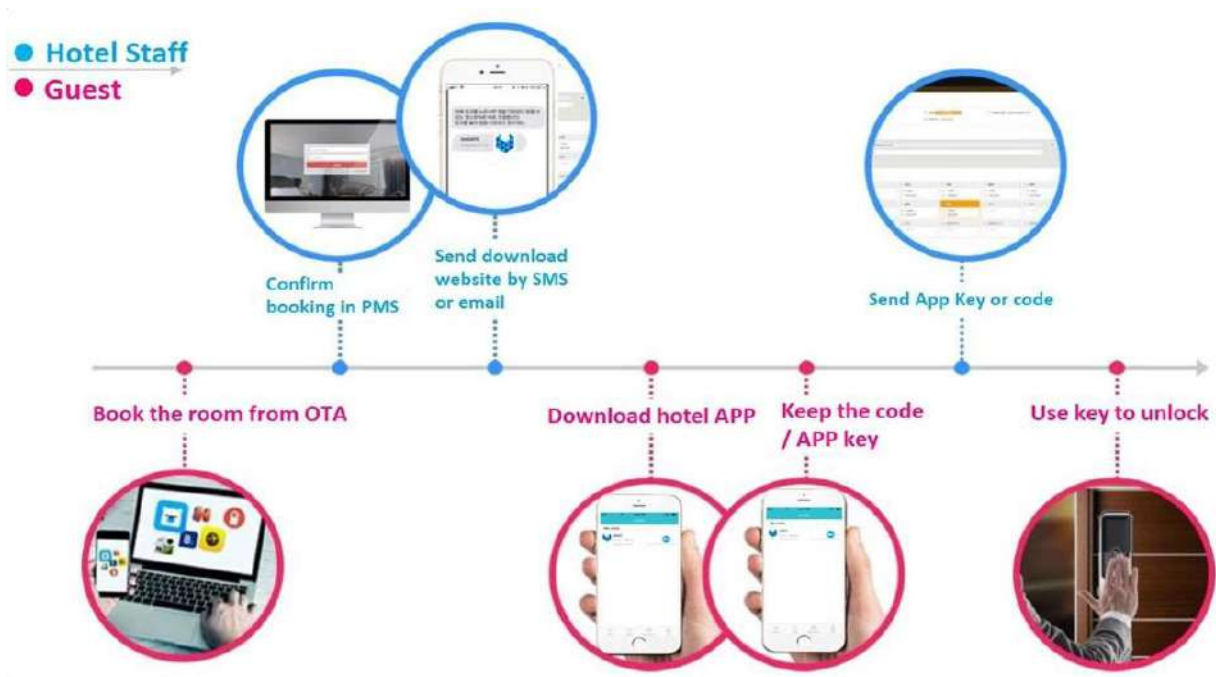 Hotel Staff
Guest
Confirm
booking in PMS
Send download
website by SMS
or email
Send App Key or code
Book the room from OTA
Download hotel APP
Keep the code
/ APP key
Use key to unlock